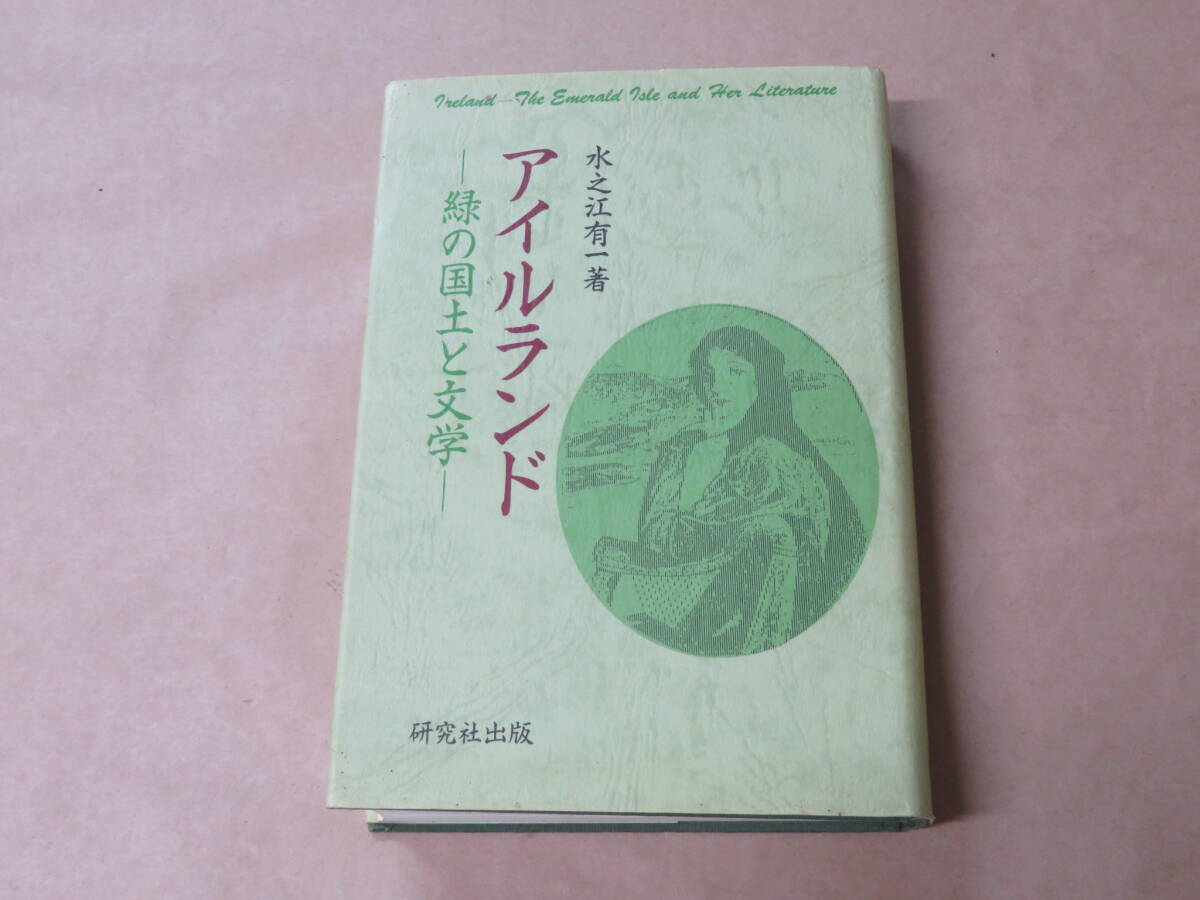 Ireland—The Emerald Isle and Her Literature
水之江有一著
アイルランド
—緑の国土と文学—
研究社出版